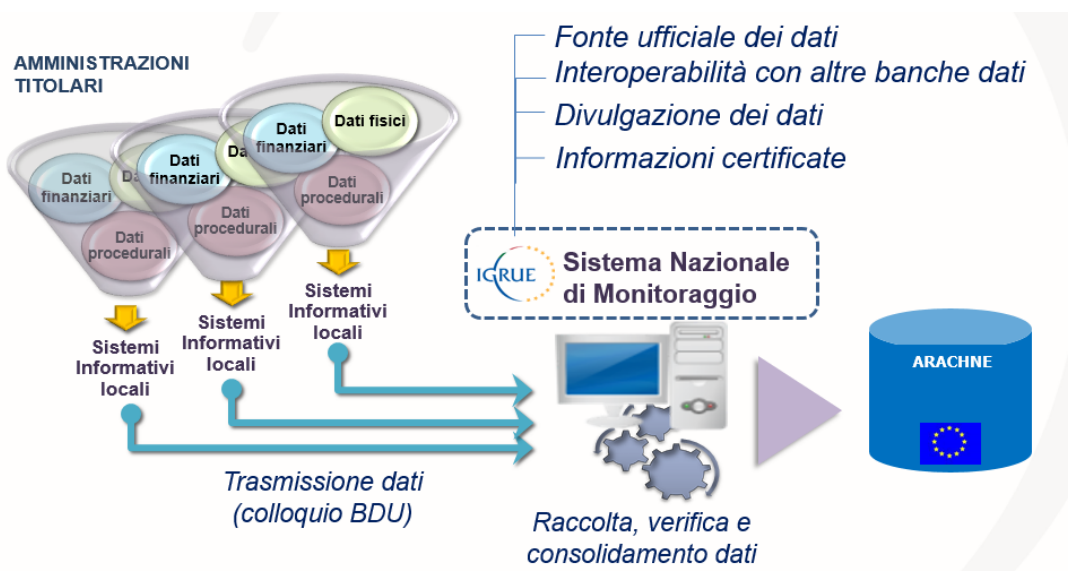 AMMINISTRAZIONI
TITOLARI
Dati
finanziari
Da
Dati
procedurali
Dati
finanziari
Da
Dati
procedurali
Dati
finanziari
Dati fisici
Dati
procedurali
Sistemi
Informativi
locali
Sistemi
Informativi
locali
Sistemi
Informativi
locali
Trasmissione dati
(colloquio BDU)
Fonte ufficiale dei dati
Interoperabilità con altre banche dati
Divulgazione dei dati
Informazioni certificate
IGRUE
Sistema Nazionale
di Monitoraggio
Raccolta, verifica e
consolidamento dati
ARACHNE